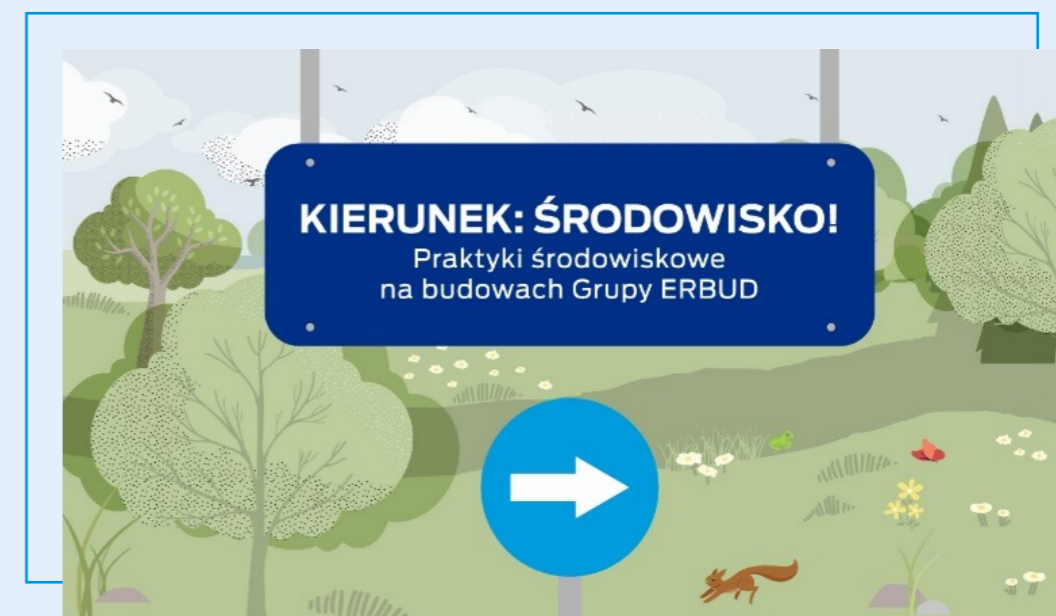 KIERUNEK: ŚRODOWISKO!
Praktyki środowiskowe
na budowach Grupy ERBUD